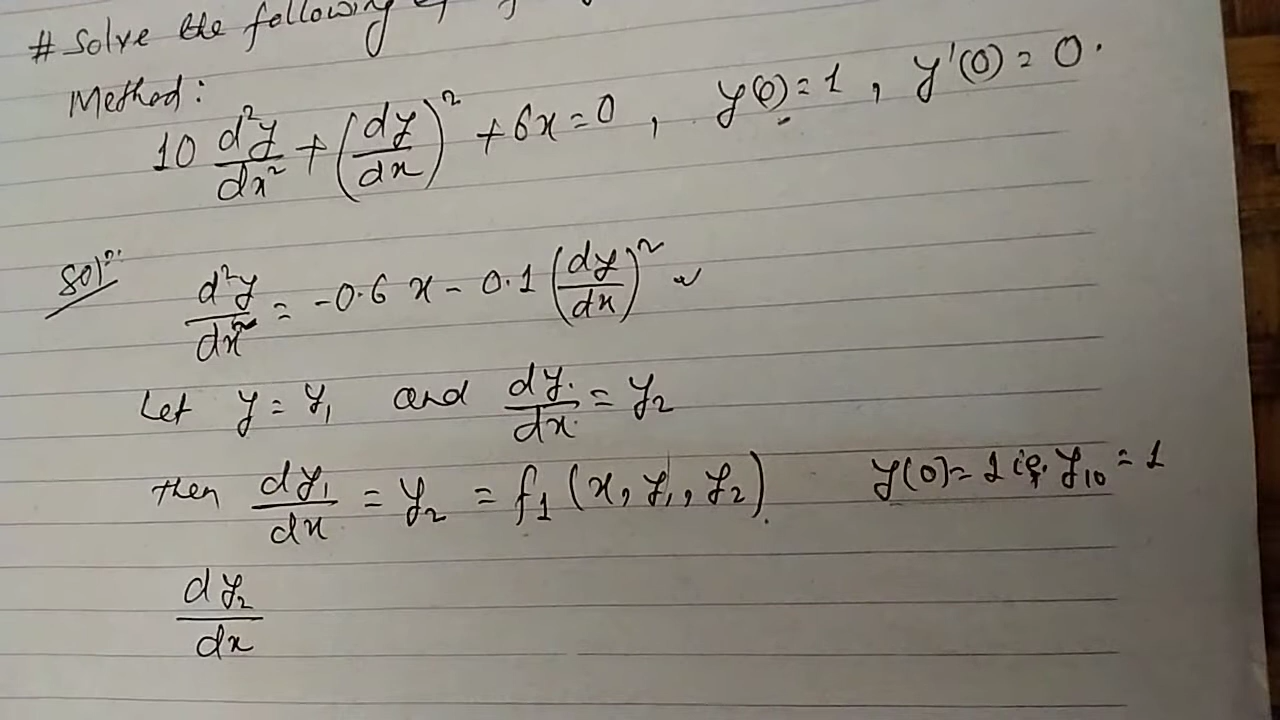 # Solve the following
Method:
10 d²y/dx² + (dy/dx)² + 6x = 0, y(0) = 1, y'(0) = 0.
Solⁿ:
d²y/dx² = -0.6 x - 0.1 (dy/dx)²
Let y = y₁ and dy/dx = y₂
then dy₁/dx = y₂ = f₁ (x, y₁, y₂) y(0) = 1 ie, y₁₀ = 1
dy₂/dx